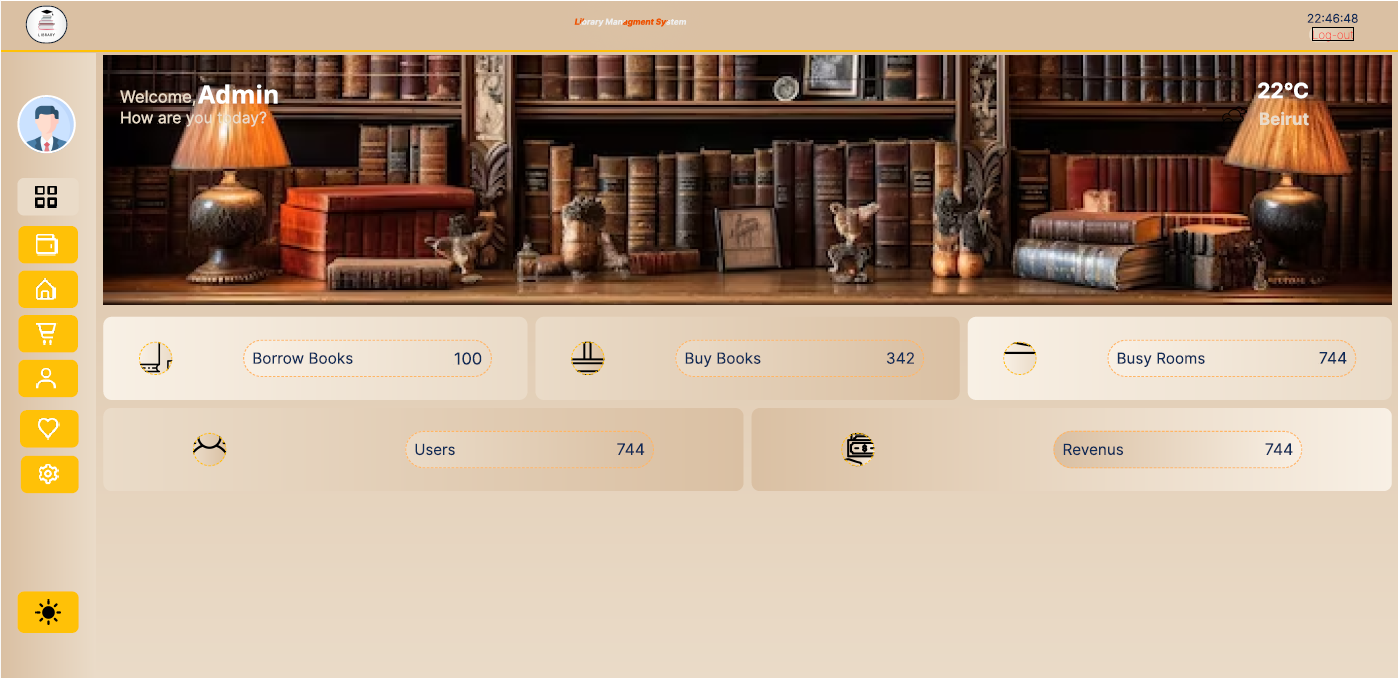 LIBRARY
Library Managment System
22:46:48
Log-out
Welcome,Admin
How are you today?
22°C
Beirut
Borrow Books 100
Buy Books 342
Busy Rooms 744
Users 744
Revenus 744